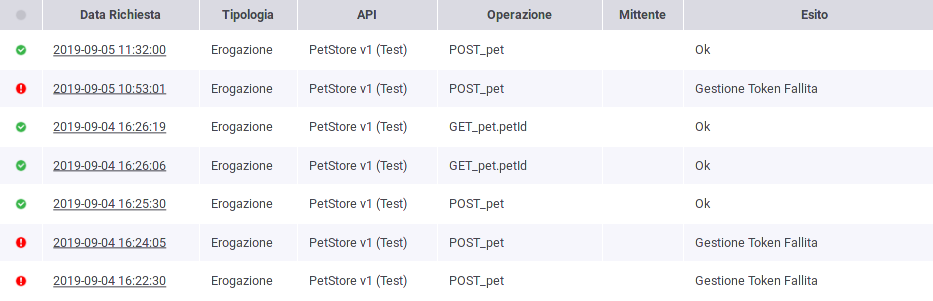 Data Richiesta Tipologia API Operazione Mittente Esito
2019-09-05 11:32:00 Erogazione PetStore v1 (Test) POST_pet Ok
2019-09-05 10:53:01 Erogazione PetStore v1 (Test) POST_pet Gestione Token Fallita
2019-09-04 16:26:19 Erogazione PetStore v1 (Test) GET_pet.petId Ok
2019-09-04 16:26:06 Erogazione PetStore v1 (Test) GET_pet.petId Ok
2019-09-04 16:25:30 Erogazione PetStore v1 (Test) POST_pet Ok
2019-09-04 16:24:05 Erogazione PetStore v1 (Test) POST_pet Gestione Token Fallita
2019-09-04 16:22:30 Erogazione PetStore v1 (Test) POST_pet Gestione Token Fallita